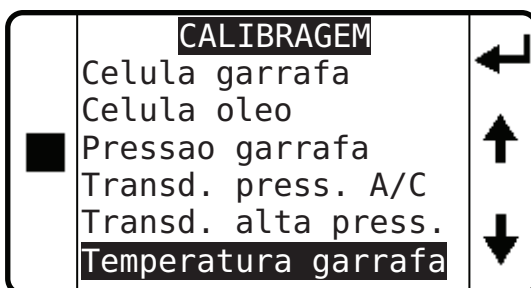 CALIBRAGEM
Celula garrafa
Celula oleo
Pressao garrafa
Transd. press. A/C
Transd. alta press.
Temperatura garrafa